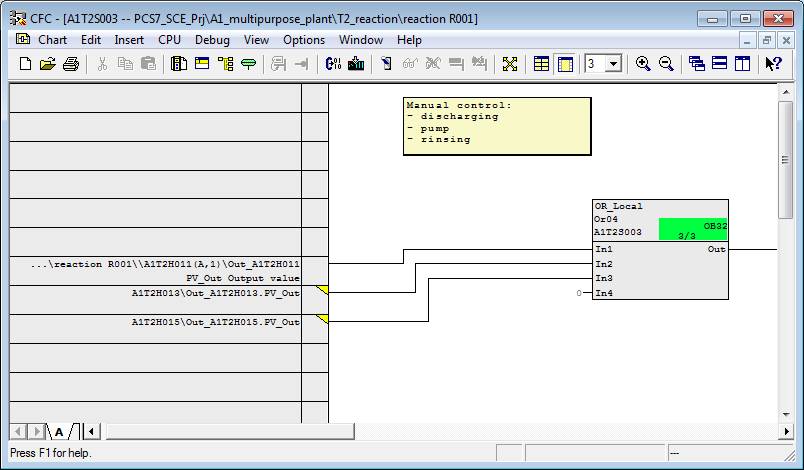 CFC - [A1T2S003 -- PCS7_SCE_Prj\A1_multipurpose_plant\T2_reaction\reaction R001]
Chart Edit Insert CPU Debug View Options Window Help
3
Manual control:
- discharging
- pump
- rinsing
OR_Local
Or04
A1T2S003
OB32
3/3
In1
Out
In2
In3
In4
0
...\reaction R001\\A1T2H011(A,1)\Out_A1T2H011
PV_Out Output value
A1T2H013\Out_A1T2H013.PV_Out
A1T2H015\Out_A1T2H015.PV_Out
A
Press F1 for help.
---